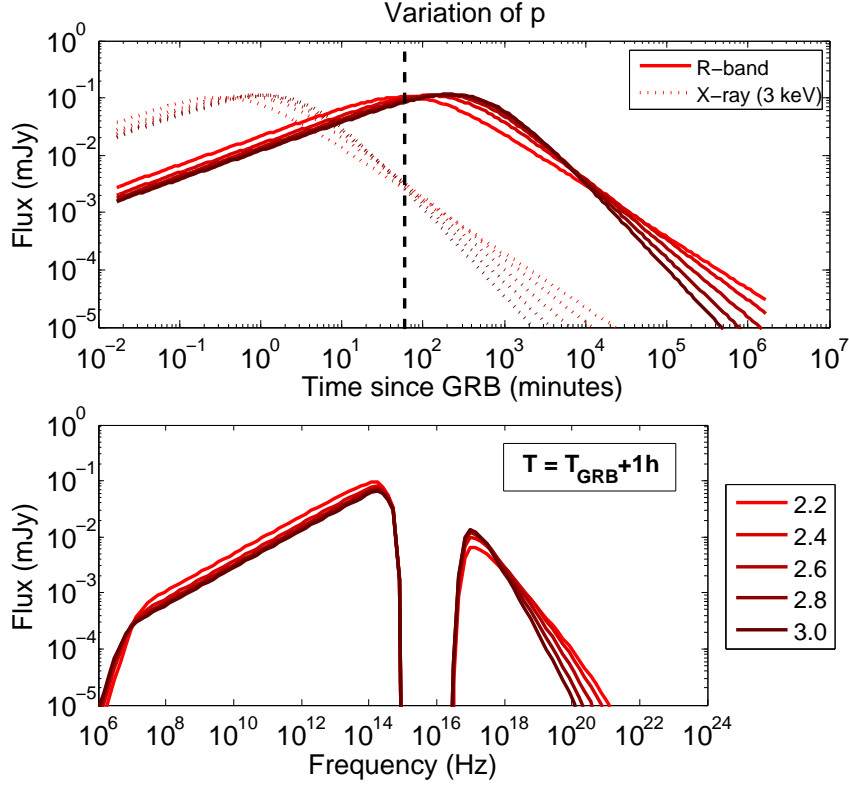 Variation of p
10^0
10^-1
10^-2
10^-3
10^-4
10^-5
Flux (mJy)
R-band
X-ray (3 keV)
10^-2 10^-1 10^0 10^1 10^2 10^3 10^4 10^5 10^6 10^7
Time since GRB (minutes)
10^0
10^-1
10^-2
10^-3
10^-4
10^-5
Flux (mJy)
T = T_GRB+1h
10^6 10^8 10^10 10^12 10^14 10^16 10^18 10^20 10^22 10^24
Frequency (Hz)
2.2
2.4
2.6
2.8
3.0